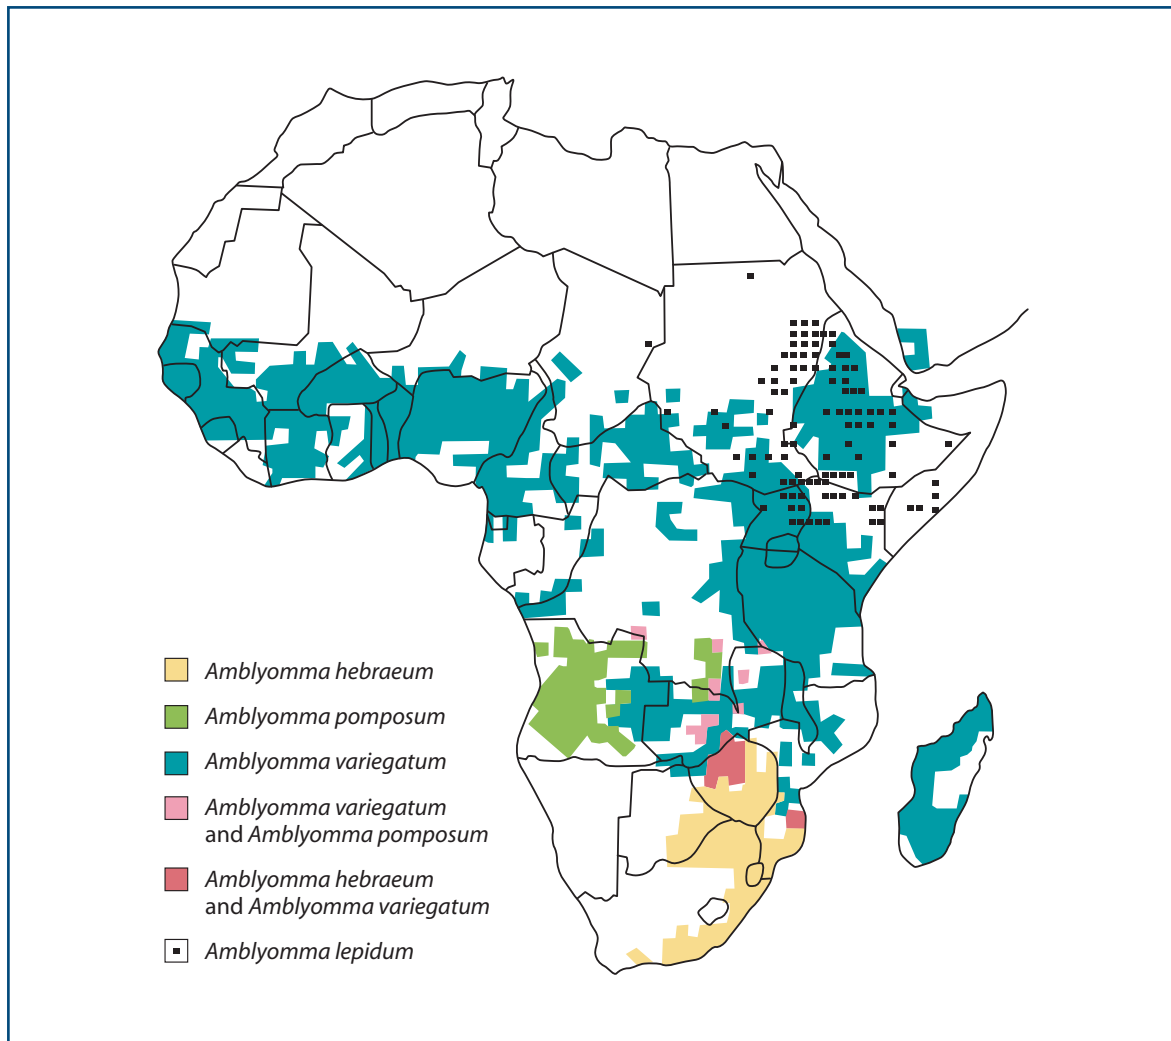 Amblyomma hebraeum
Amblyomma pomposum
Amblyomma variegatum
Amblyomma variegatum
and Amblyomma pomposum
Amblyomma hebraeum
and Amblyomma variegatum
Amblyomma lepidum